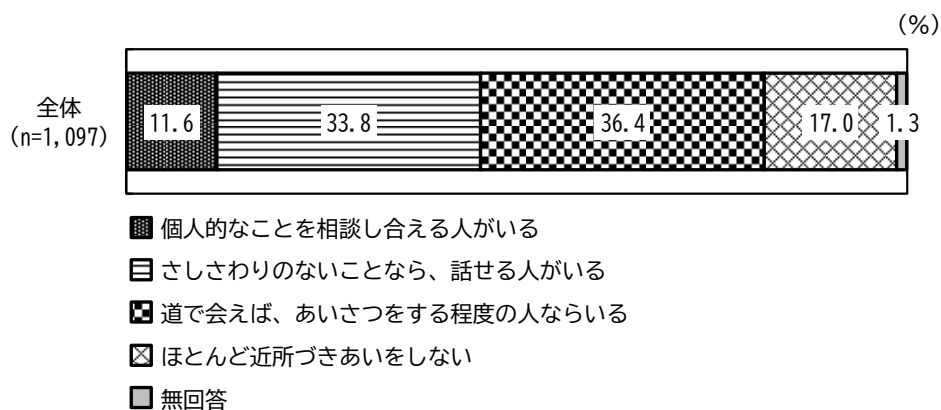 (%)
全体
(n=1,097)
11.6
33.8
36.4
17.0
1.3
個人的なことを相談し合える人がいる
さしさわりのないことなら、話せる人がいる
道で会えば、あいさつをする程度の人ならいる
ほとんど近所づきあいをしない
無回答